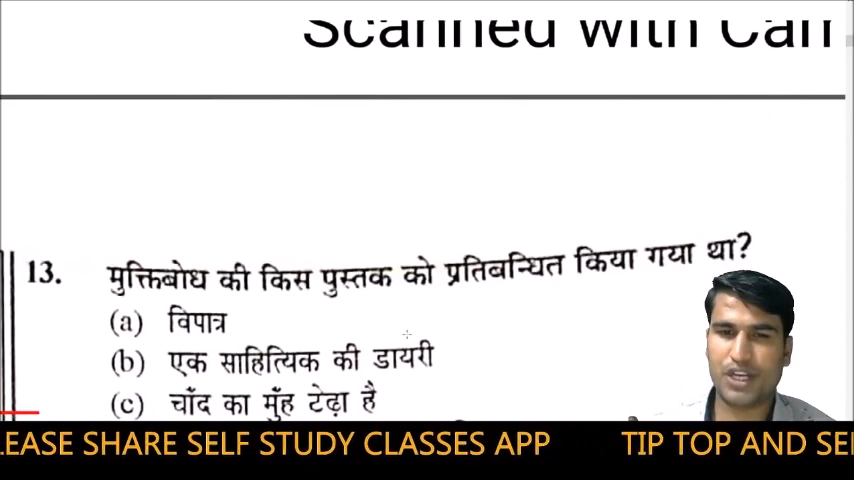 Scanned with Cam
13. मुक्तिबोध की किस पुस्तक को प्रतिबन्धित किया गया था?
(a) विपात्र
(b) एक साहित्यिक की डायरी
(c) चाँद का मुँह टेढ़ा है
LEASE SHARE SELF STUDY CLASSES APP TIP TOP AND SE